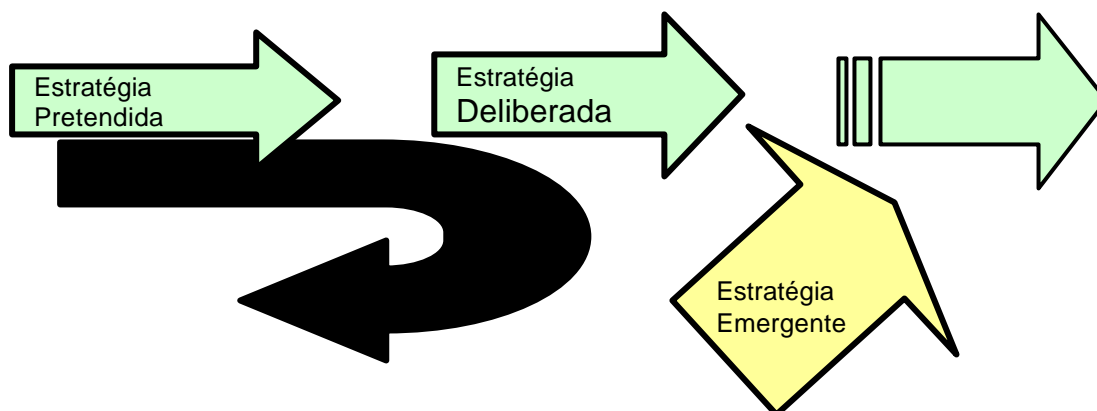 Estratégia
Pretendida
Estratégia
Deliberada
Estratégia
Emergente